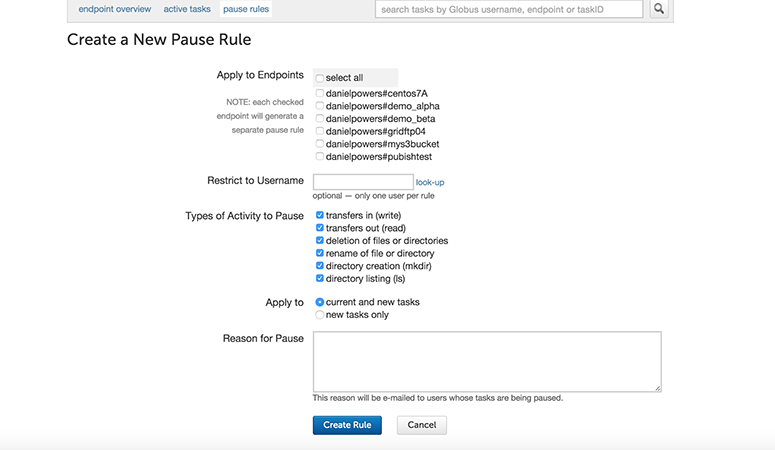 endpoint overview active tasks pause rules search tasks by Globus username, endpoint or taskID
Create a New Pause Rule
Apply to Endpoints select all
NOTE: each checked
endpoint will generate a
separate pause rule
danielpowers#centos7A
danielpowers#demo_alpha
danielpowers#demo_beta
danielpowers#gridftp04
danielpowers#mys3bucket
danielpowers#pubishtest
Restrict to Username look-up
optional — only one user per rule
Types of Activity to Pause transfers in (write)
transfers out (read)
deletion of files or directories
rename of file or directory
directory creation (mkdir)
directory listing (ls)
Apply to current and new tasks
new tasks only
Reason for Pause
This reason will be e-mailed to users whose tasks are being paused.
Create Rule Cancel